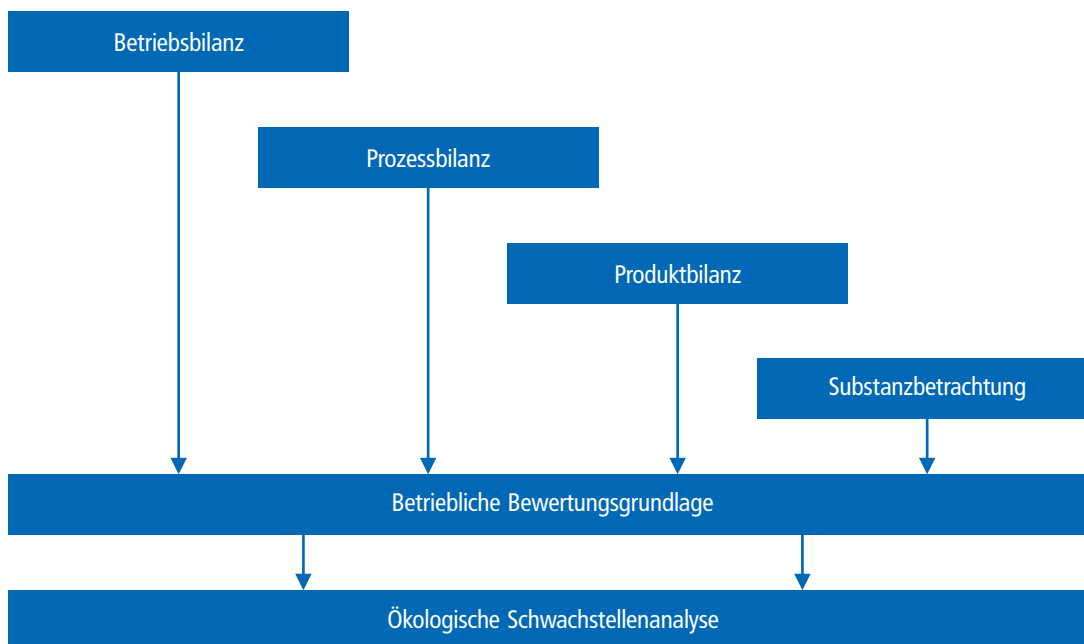 Betriebsbilanz
Prozessbilanz
Produktbilanz
Substanzbetrachtung
Betriebliche Bewertungsgrundlage
Ökologische Schwachstellenanalyse